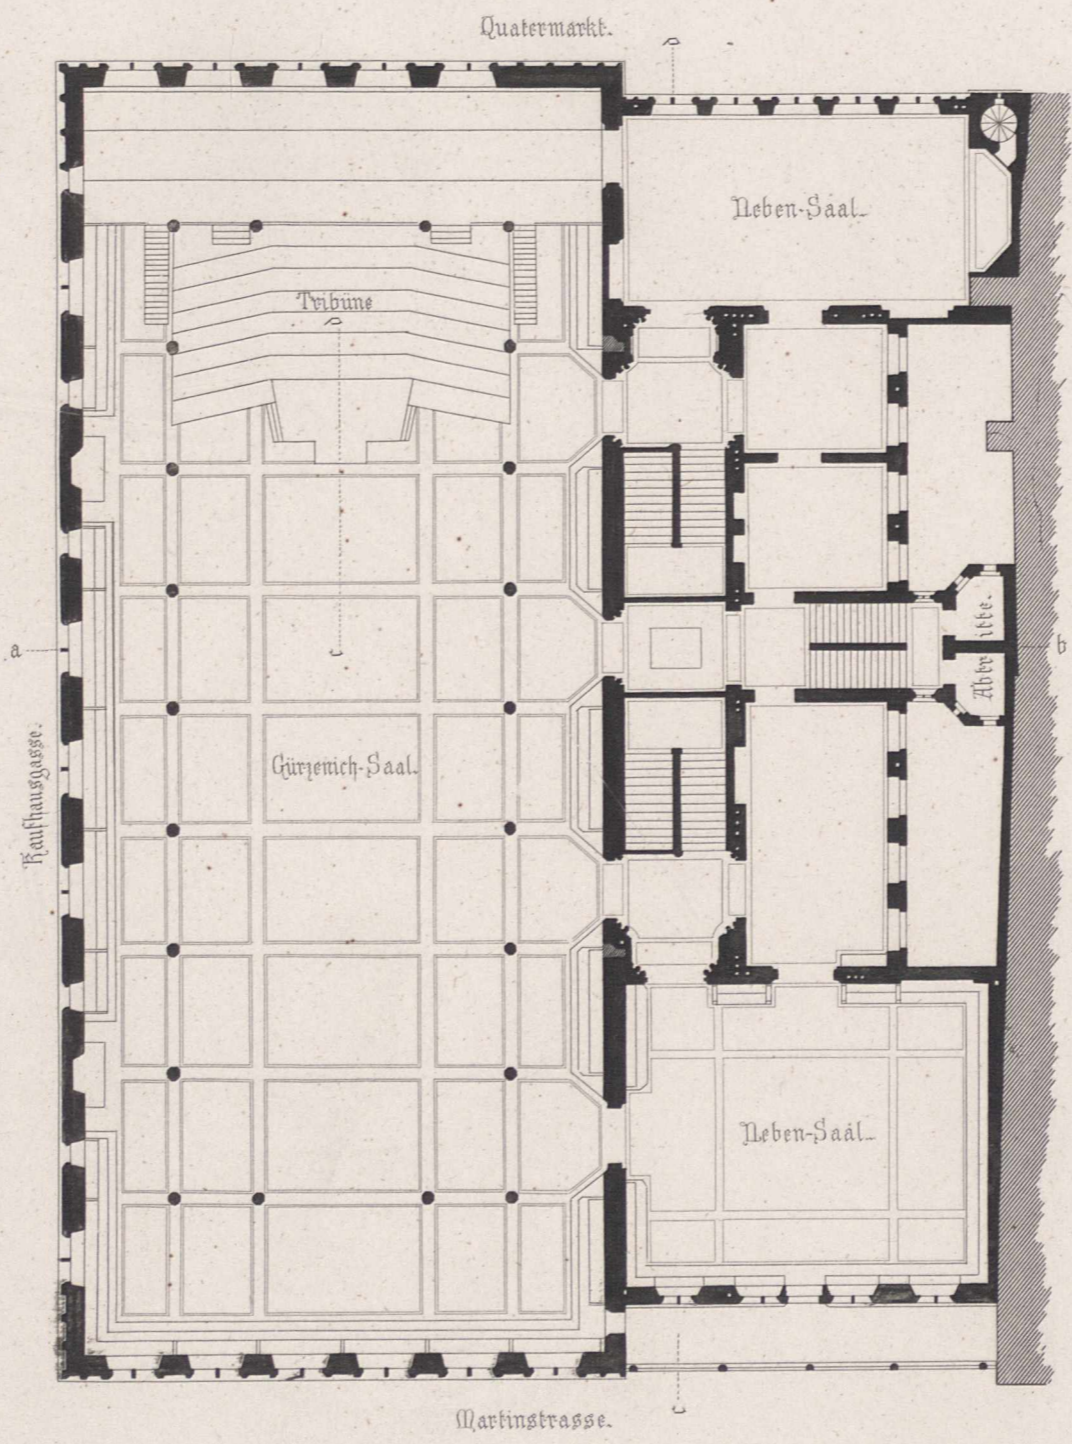 Quatermarkt.
Neben-Saal.
Tribüne
a
b
Abtritte.
Kaufhausgasse.
Gürzenich-Saal.
Neben-Saal.
c
Martinstrasse.
c